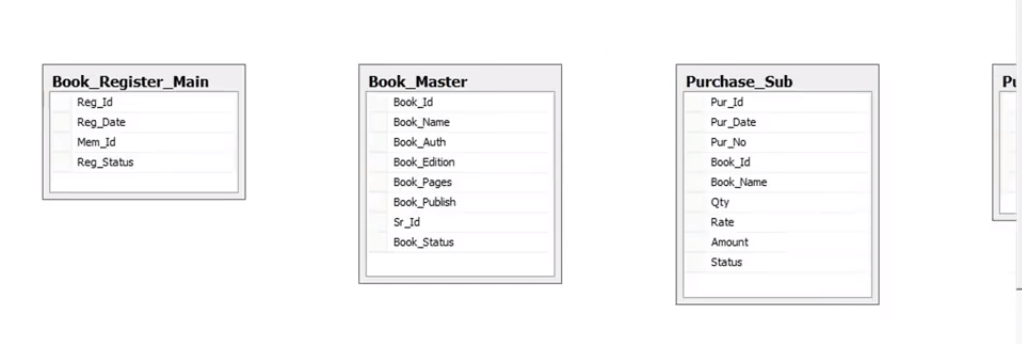 Book_Register_Main
Reg_Id
Reg_Date
Mem_Id
Reg_Status
Book_Master
Book_Id
Book_Name
Book_Auth
Book_Edition
Book_Pages
Book_Publish
Sr_Id
Book_Status
Purchase_Sub
Pur_Id
Pur_Date
Pur_No
Book_Id
Book_Name
Qty
Rate
Amount
Status